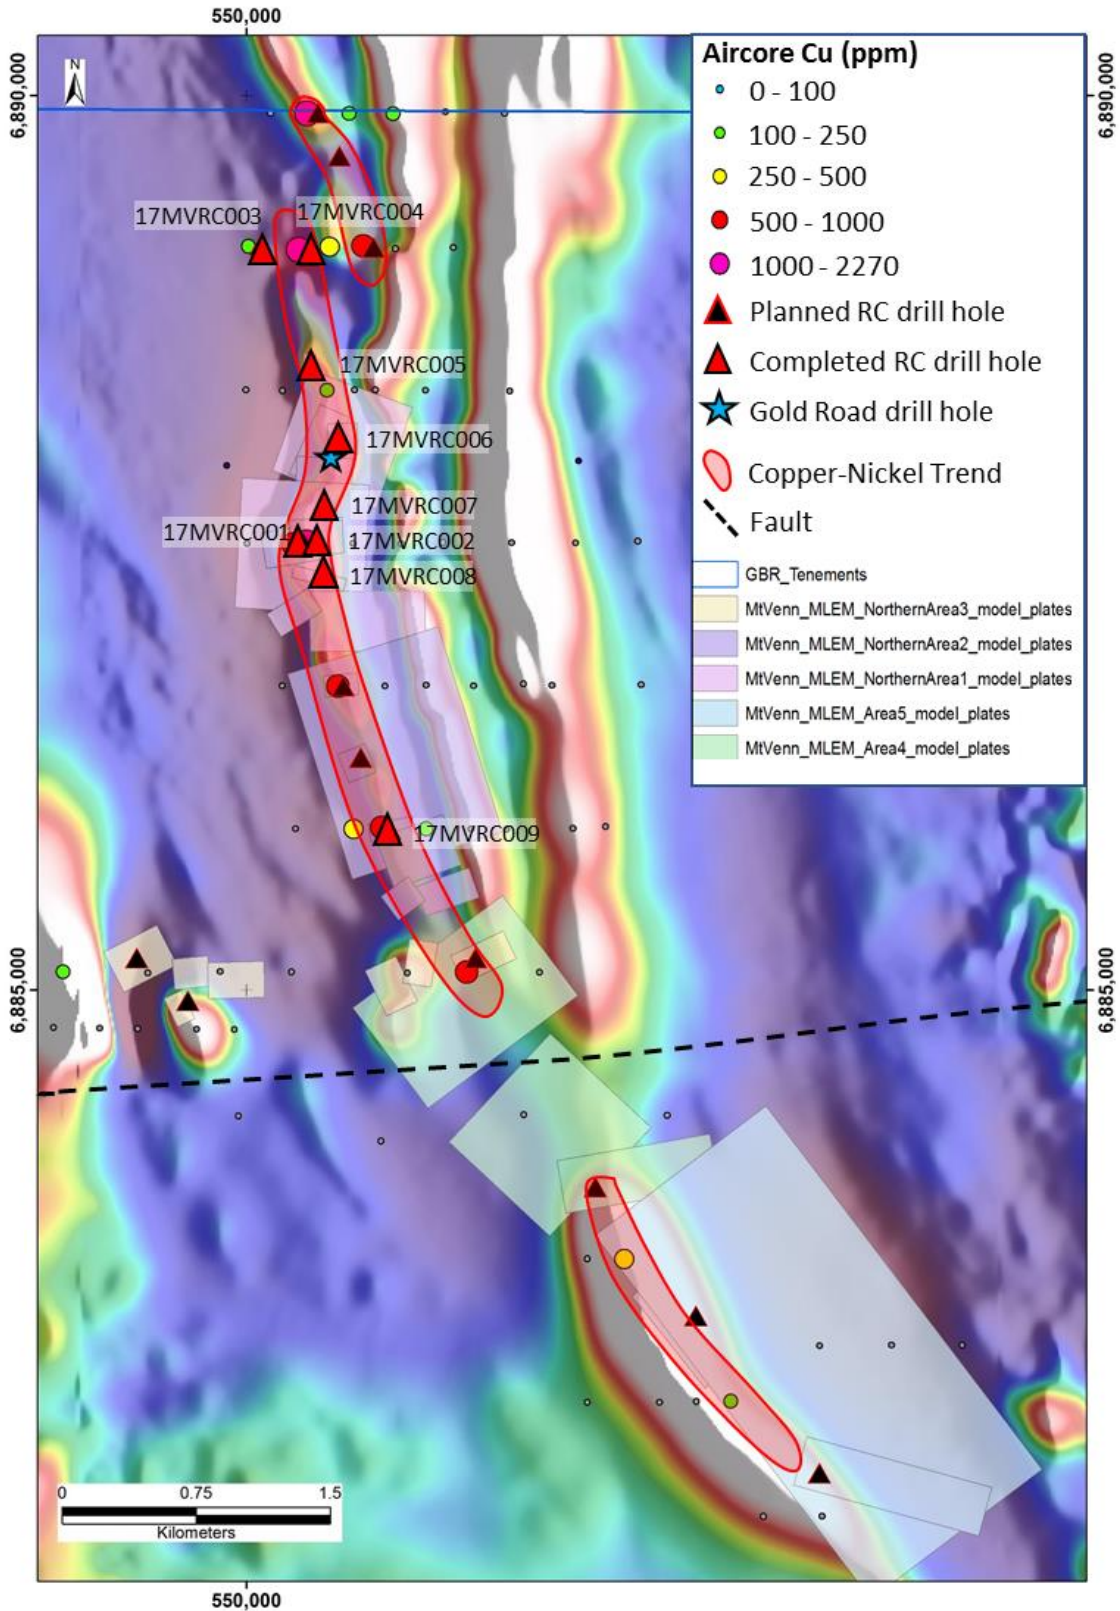 550,000
6,890,000
6,890,000
N
Aircore Cu (ppm)
0 - 100
100 - 250
250 - 500
500 - 1000
1000 - 2270
Planned RC drill hole
Completed RC drill hole
Gold Road drill hole
Copper-Nickel Trend
Fault
GBR_Tenements
MtVenn_MLEM_NorthernArea3_model_plates
MtVenn_MLEM_NorthernArea2_model_plates
MtVenn_MLEM_NorthernArea1_model_plates
MtVenn_MLEM_Area5_model_plates
MtVenn_MLEM_Area4_model_plates
17MVRC003
17MVRC004
17MVRC005
17MVRC006
17MVRC007
17MVRC001
17MVRC002
17MVRC008
17MVRC009
6,885,000
6,885,000
0 0.75 1.5
Kilometers
550,000